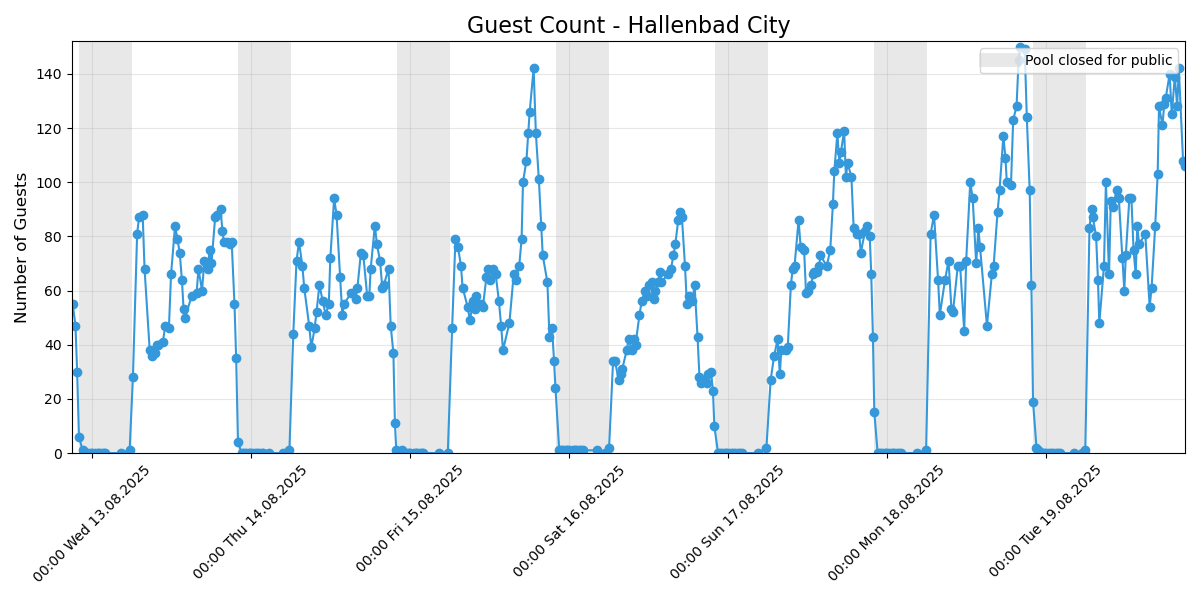 Guest Count - Hallenbad City
Pool closed for public
Number of Guests
140
120
100
80
60
40
20
0
00:00 Wed 13.08.2025
00:00 Thu 14.08.2025
00:00 Fri 15.08.2025
00:00 Sat 16.08.2025
00:00 Sun 17.08.2025
00:00 Mon 18.08.2025
00:00 Tue 19.08.2025